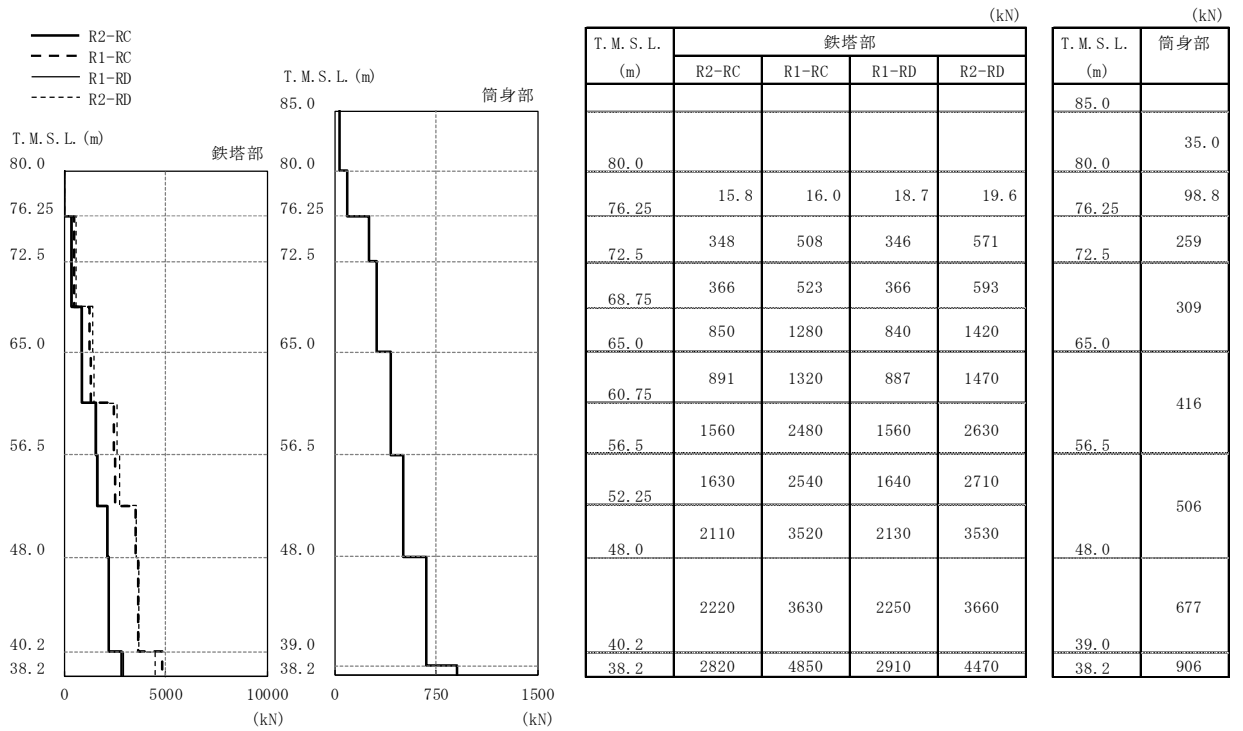 R2-RC
R1-RC
R1-RD
R2-RD
T.M.S.L.(m)
鉄塔部
80.0
76.25
72.5
65.0
56.5
48.0
40.2
38.2
0 5000 10000
(kN)
T.M.S.L.(m)
筒身部
85.0
80.0
76.25
72.5
65.0
56.5
48.0
39.0
38.2
0 750 1500
(kN)
(kN)
T.M.S.L. 鉄塔部
(m) R2-RC R1-RC R1-RD R2-RD
80.0
15.8 16.0 18.7 19.6
76.25
348 508 346 571
72.5
366 523 366 593
68.75
850 1280 840 1420
65.0
891 1320 887 1470
60.75
1560 2480 1560 2630
56.5
1630 2540 1640 2710
52.25
2110 3520 2130 3530
48.0
2220 3630 2250 3660
40.2
38.2 2820 4850 2910 4470
(kN)
T.M.S.L. 筒身部
(m)
85.0
35.0
80.0
98.8
76.25
259
72.5
309
65.0
416
56.5
506
48.0
677
39.0
38.2 906